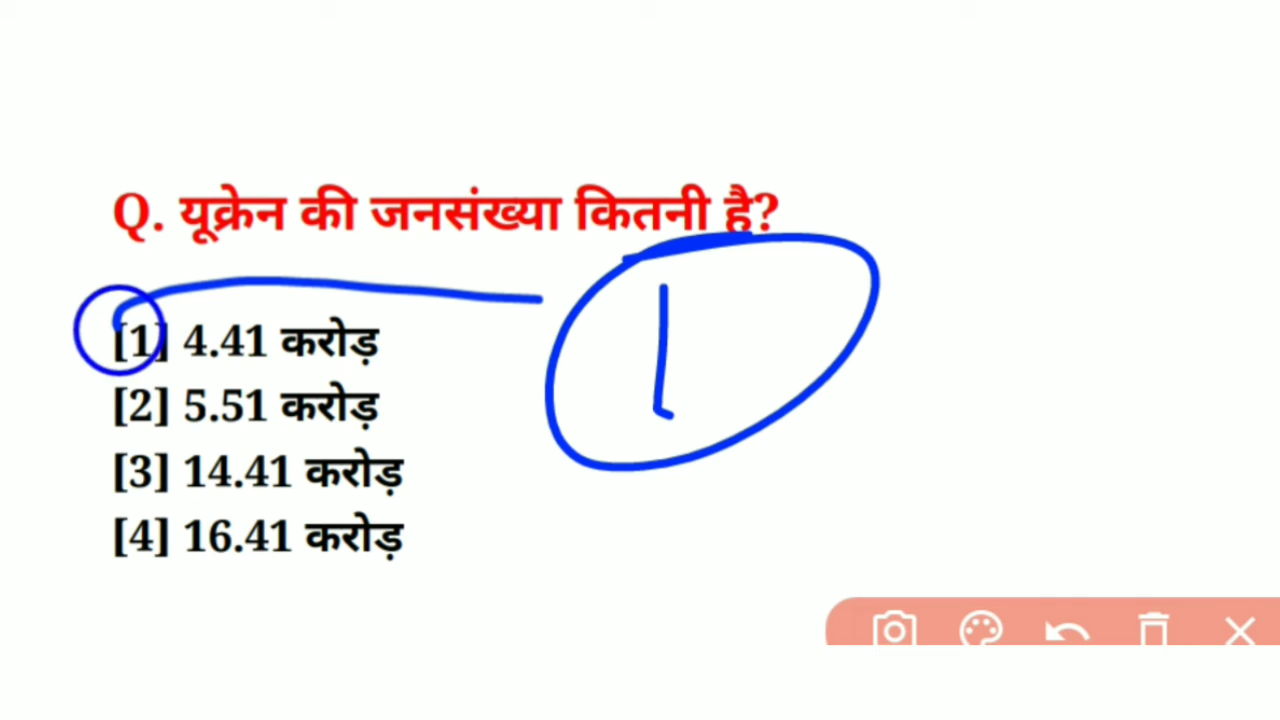 Q. यूक्रेन की जनसंख्या कितनी है?
[1] 4.41 करोड़
1
[2] 5.51 करोड़
[3] 14.41 करोड़
[4] 16.41 करोड़